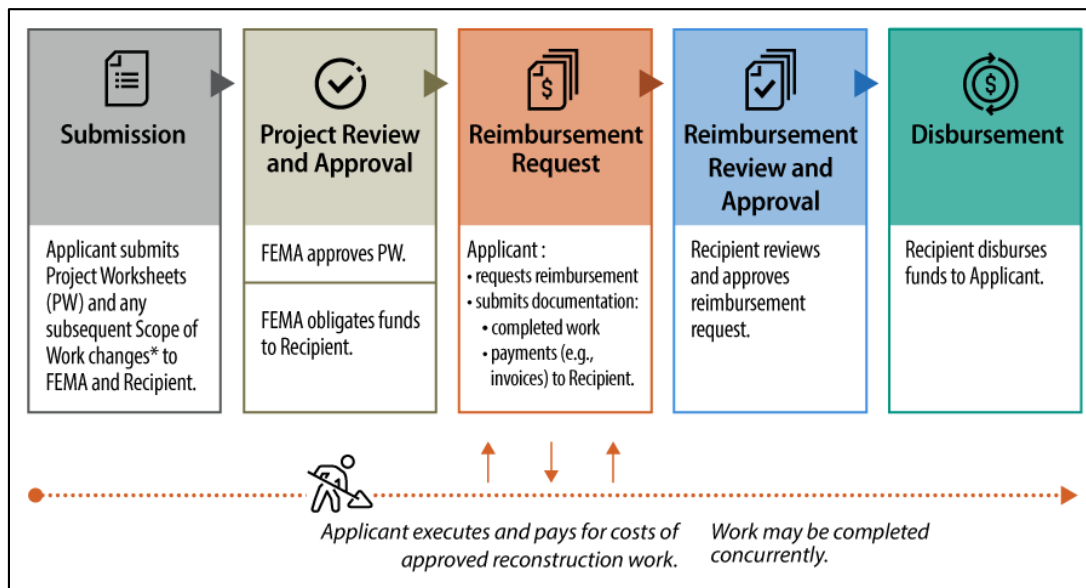 Submission
Applicant submits
Project Worksheets
(PW) and any
subsequent Scope of
Work changes* to
FEMA and Recipient.
Project Review
and Approval
FEMA approves PW.
FEMA obligates funds
to Recipient.
$
Reimbursement
Request
Applicant :
• requests reimbursement
• submits documentation:
• completed work
• payments (e.g.,
invoices) to Recipient.
Reimbursement
Review and
Approval
Recipient reviews
and approves
reimbursement
request.
$
Disbursement
Recipient disburses
funds to Applicant.
Applicant executes and pays for costs of
approved reconstruction work.
Work may be completed
concurrently.